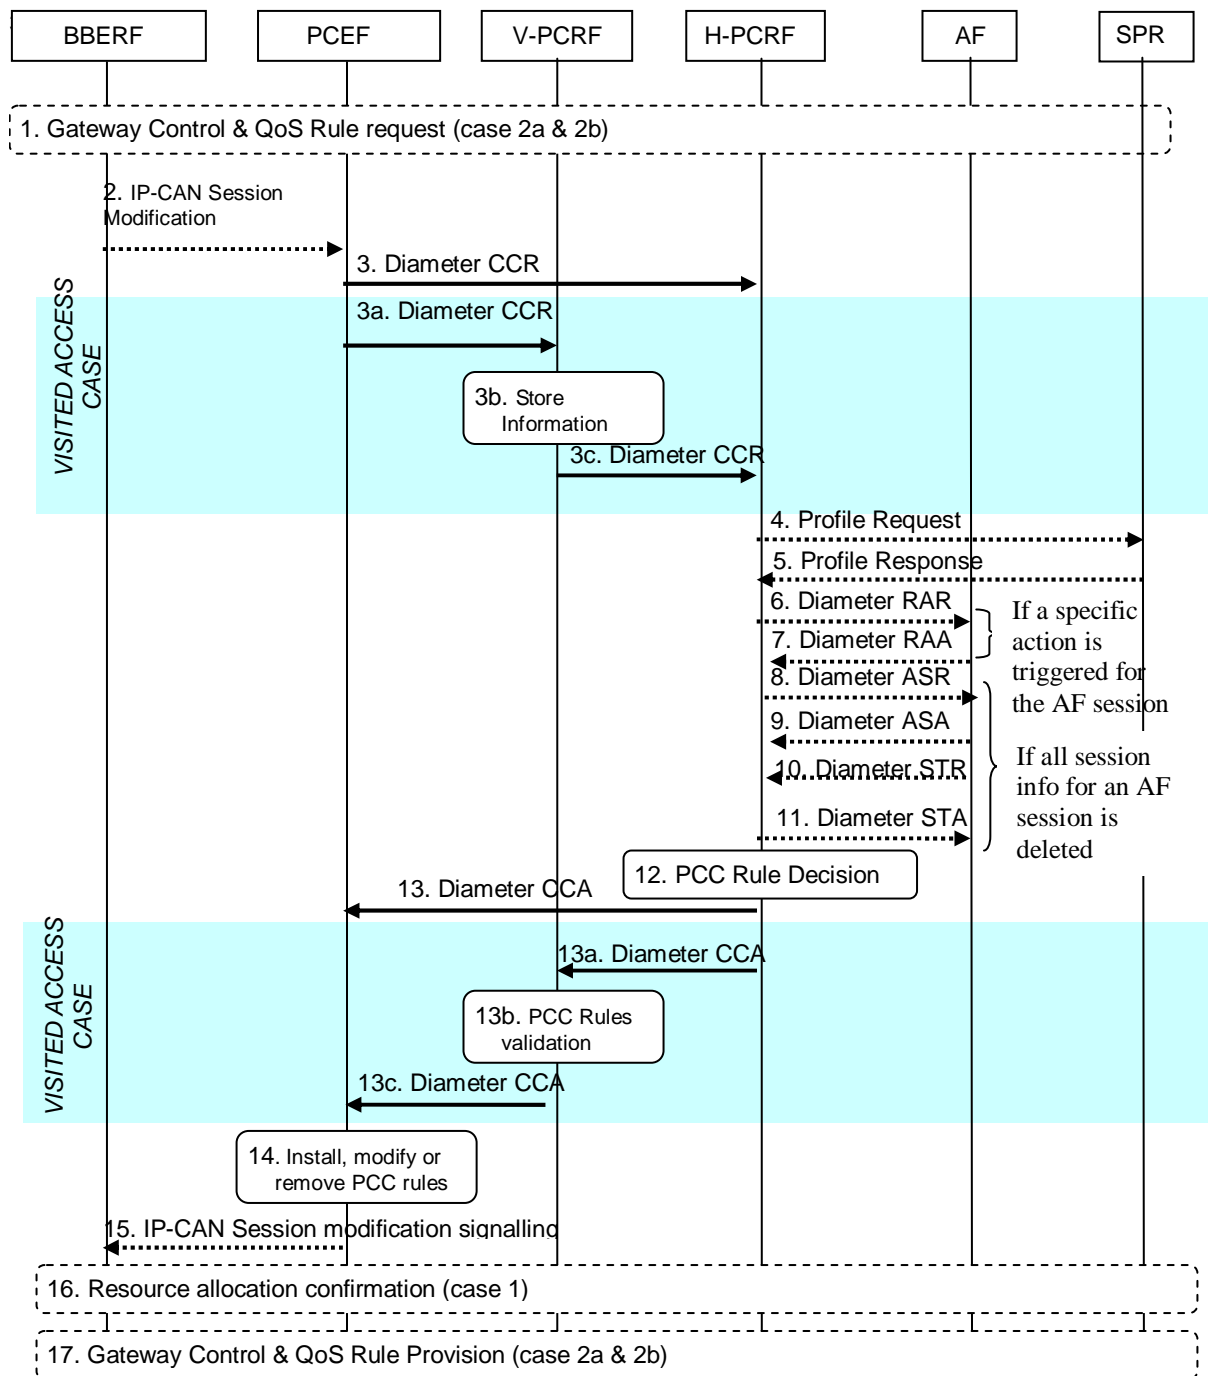 BBERF
PCEF
V-PCRF
H-PCRF
AF
SPR
1. Gateway Control & QoS Rule request (case 2a & 2b)
2. IP-CAN Session
Modification
3. Diameter CCR
VISITED ACCESS
CASE
3a. Diameter CCR
3b. Store
Information
3c. Diameter CCR
4. Profile Request
5. Profile Response
6. Diameter RAR
7. Diameter RAA
If a specific
action is
triggered for
the AF session
8. Diameter ASR
9. Diameter ASA
10. Diameter STR
11. Diameter STA
If all session
info for an AF
session is
deleted
12. PCC Rule Decision
13. Diameter CCA
VISITED ACCESS
CASE
13a. Diameter CCA
13b. PCC Rules
validation
13c. Diameter CCA
14. Install, modify or
remove PCC rules
15. IP-CAN Session modification signalling
16. Resource allocation confirmation (case 1)
17. Gateway Control & QoS Rule Provision (case 2a & 2b)